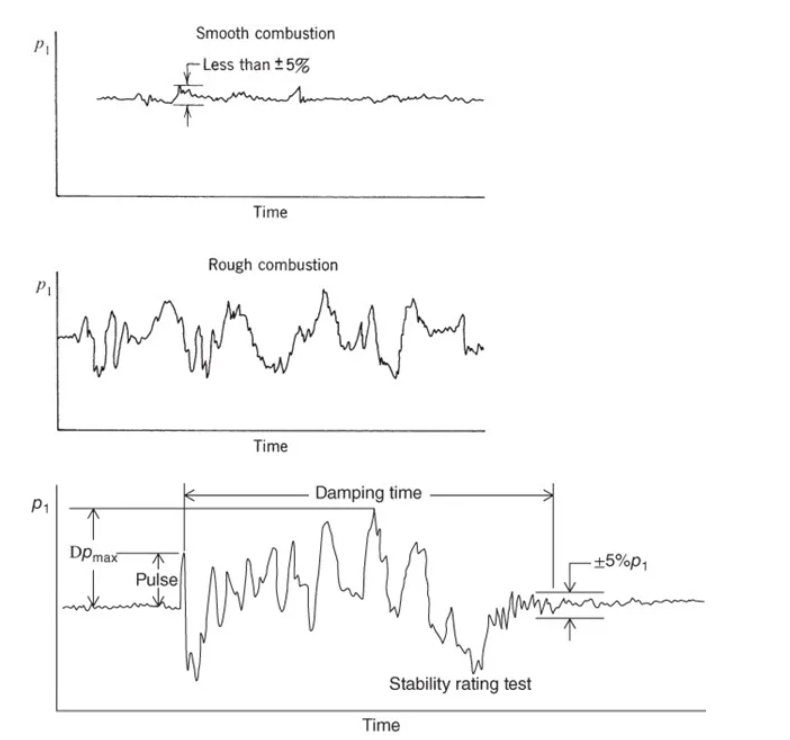 Smooth combustion
p1
Less than ±5%
Time
Rough combustion
p1
Time
Damping time
p1
Dpmax
Pulse
±5%p1
Stability rating test
Time